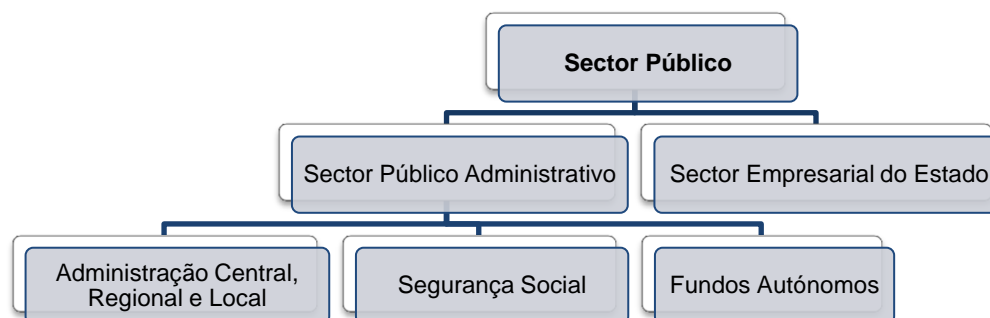 Sector Público
Sector Público Administrativo
Sector Empresarial do Estado
Administração Central,
Regional e Local
Segurança Social
Fundos Autónomos